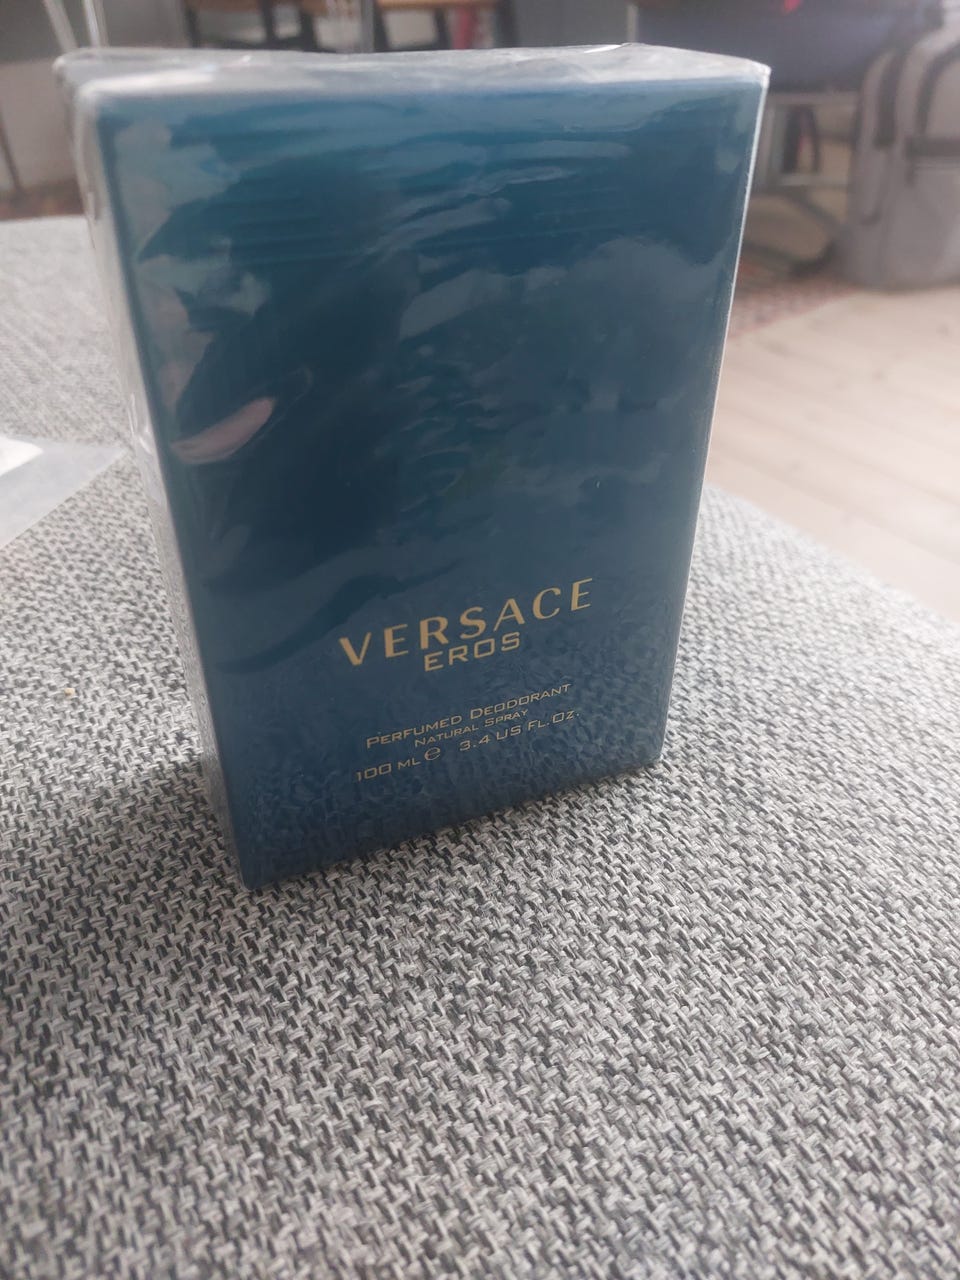 VERSACE
EROS
PERFUMED DEODORANT
NATURAL SPRAY
100 ML ℮ 3.4 US FL.OZ.